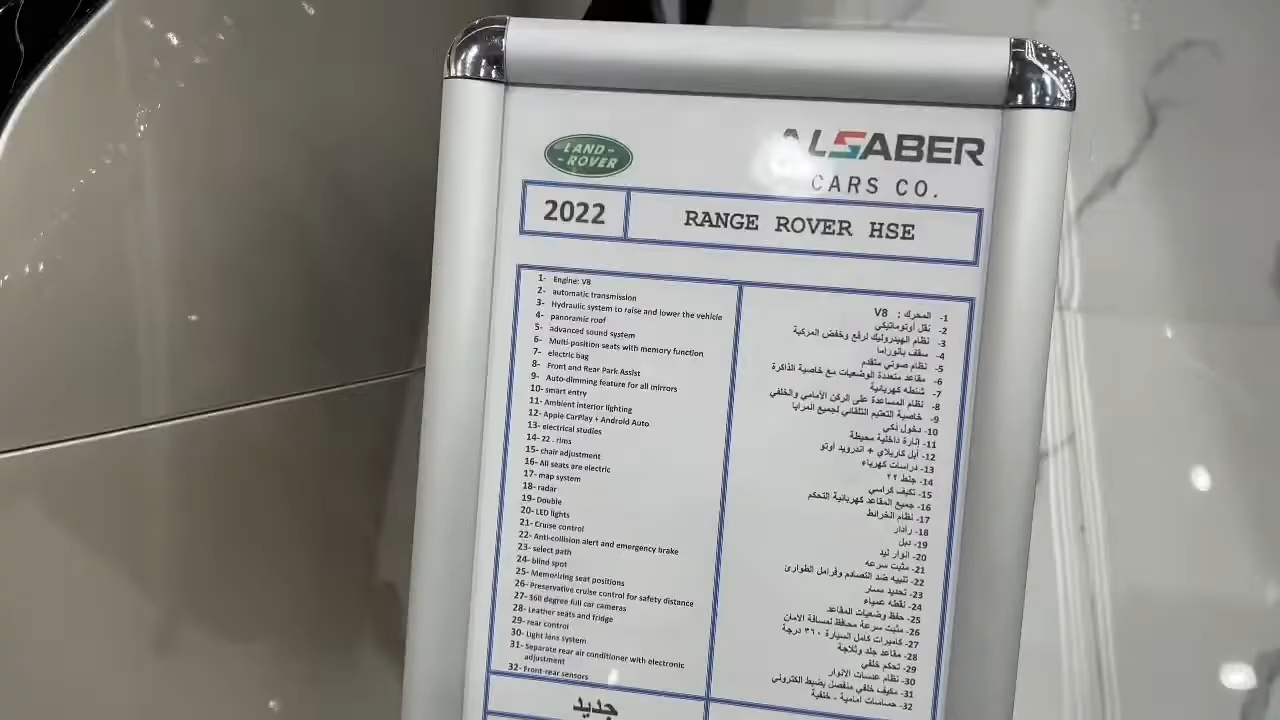 LAND-
-ROVER
ALSABER
CARS CO.
2022
RANGE ROVER HSE
1- Engine: V8
2- automatic transmission
3- Hydraulic system to raise and lower the vehicle
4- panoramic roof
5- advanced sound system
6- Multi-position seats with memory function
7- electric bag
8- Front and Rear Park Assist
9- Auto-dimming feature for all mirrors
10- smart entry
11- Ambient interior lighting
12- Apple CarPlay + Android Auto
13- electrical studies
14- 22 - rims
15- chair adjustment
16- All seats are electric
17- map system
18- radar
19- Double
20- LED lights
21- Cruise control
22- Anti-collision alert and emergency brake
23- select path
24- blind spot
25- Memorizing seat positions
26- Preservative cruise control for safety distance
27- 360 degree full car cameras
28- Leather seats and fridge
29- rear control
30- Light lens system
31- Separate rear air conditioner with electronic
adjustment
32- Front-rear sensors
1- المحرك : V8
2- نقل أوتوماتيكي
3- نظام الهيدروليك لرفع وخفض المركبة
4- سقف بانوراما
5- نظام صوتي متقدم
6- مقاعد متعددة الوضعيات مع خاصية الذاكرة
7- شنطه كهربائية
8- نظام المساعدة على الركن الأمامي والخلفي
9- خاصية التعتيم التلقائي لجميع المرايا
10- دخول ذكي
11- إنارة داخلية محيطة
12- أبل كاربلاي + اندرويد أوتو
13- دراسات كهرباء
14- جنط ٢٢
15- تكيف كراسي
16- جميع المقاعد كهربائية التحكم
17- نظام الخرائط
18- رادار
19- دبل
20- انوار ليد
21- مثبت سرعه
22- تنبيه ضد التصادم وفرامل الطوارئ
23- تحديد مسار
24- نقطه عمياء
25- حفظ وضعيات المقاعد
26- مثبت سرعة محافظ لمسافة الامان
27- كاميرات كامل السيارة ٣٦٠ درجة
28- مقاعد جلد وثلاجة
29- تحكم خلفي
30- نظام عدسات الانوار
31- مكيف خلفي منفصل بضبط الكتروني
32- حساسات امامية - خلفية
جديد